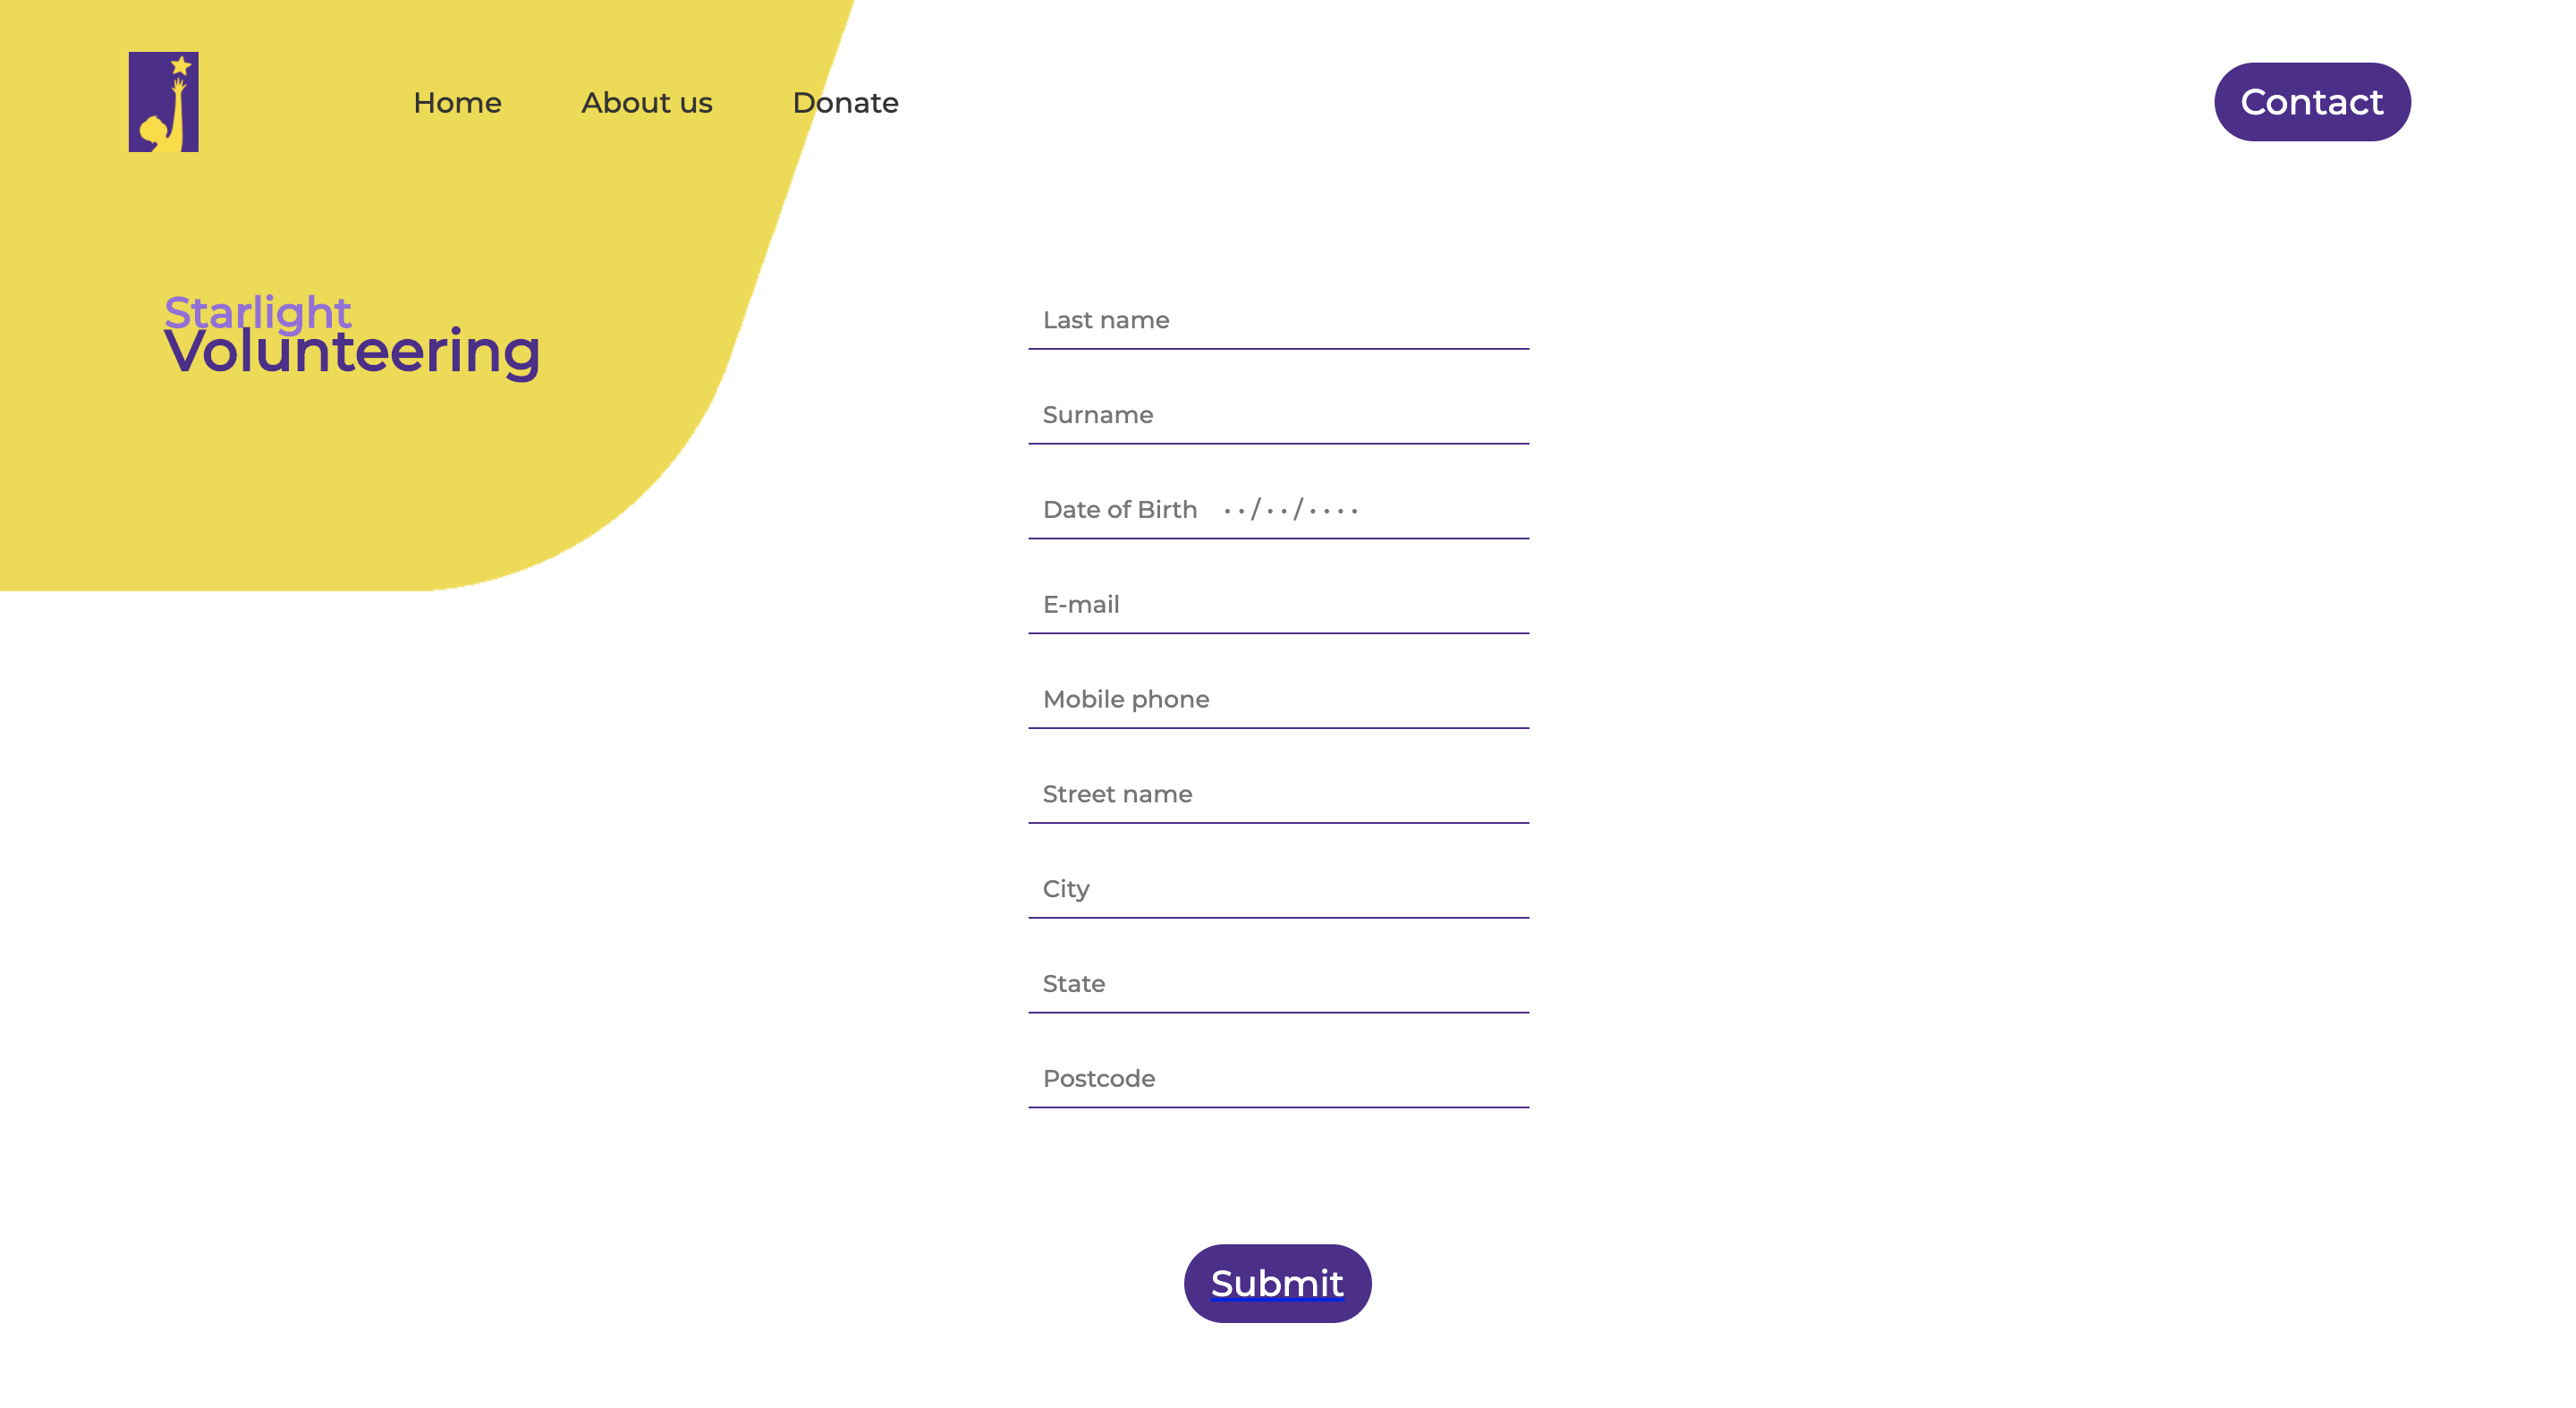 Home About us Donate Contact
Starlight
Volunteering
Last name
Surname
Date of Birth ··/··/····
E-mail
Mobile phone
Street name
City
State
Postcode
Submit